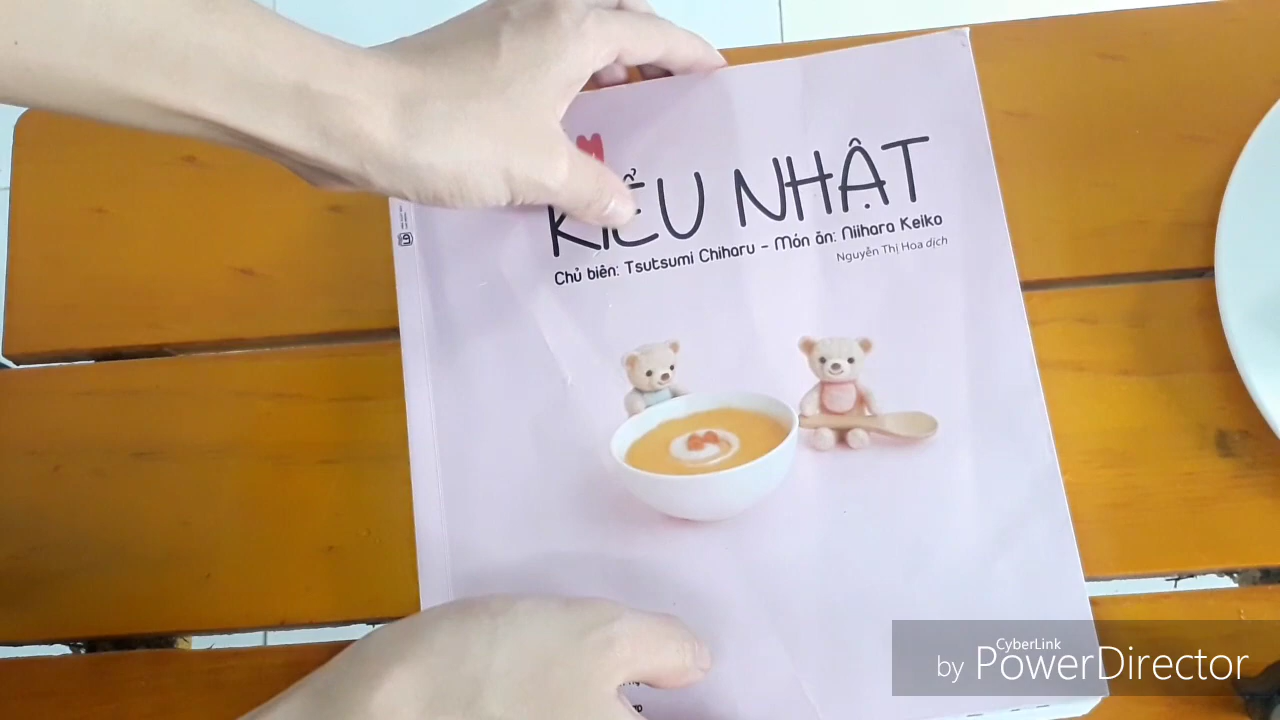 KIỂU NHẬT
Chủ biên: Tsutsumi Chiharu - Món ăn: Niihara Keiko
Nguyễn Thị Hoa dịch
CyberLink
by PowerDirector